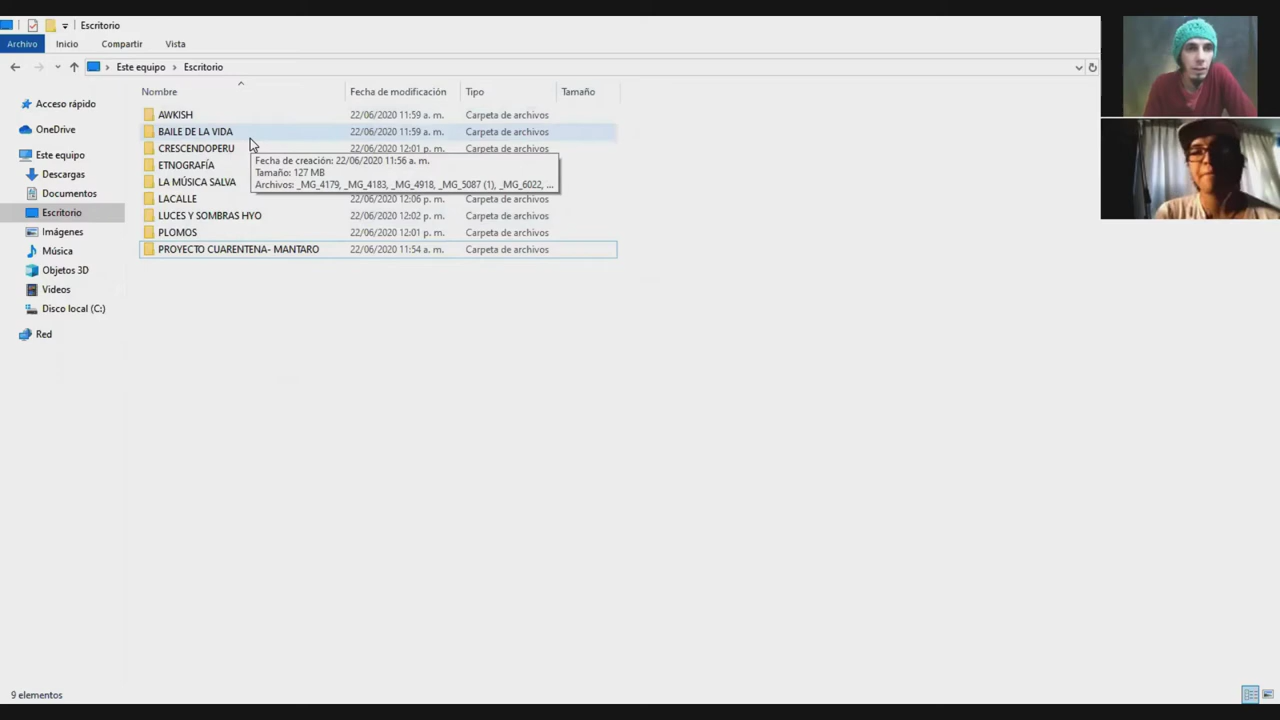 Escritorio
Archivo Inicio Compartir Vista
Este equipo Escritorio
Nombre Fecha de modificación Tipo Tamaño
Acceso rápido
OneDrive
Este equipo
Descargas
Documentos
Escritorio
Imágenes
Música
Objetos 3D
Videos
Disco local (C:)
Red
AWKISH 22/06/2020 11:59 a. m. Carpeta de archivos
BAILE DE LA VIDA 22/06/2020 11:59 a. m. Carpeta de archivos
CRESCENDOPERU 22/06/2020 12:01 p. m. Carpeta de archivos
ETNOGRAFÍA
Fecha de creación: 22/06/2020 11:56 a. m.
Tamaño: 127 MB
Archivos: _MG_4179, _MG_4183, _MG_4918, _MG_5087 (1), _MG_6022, ...
LA MÚSICA SALVA
LACALLE 22/06/2020 12:06 p. m. Carpeta de archivos
LUCES Y SOMBRAS HYO 22/06/2020 12:02 p. m. Carpeta de archivos
PLOMOS 22/06/2020 12:01 p. m. Carpeta de archivos
PROYECTO CUARENTENA- MANTARO 22/06/2020 11:54 a. m. Carpeta de archivos
9 elementos